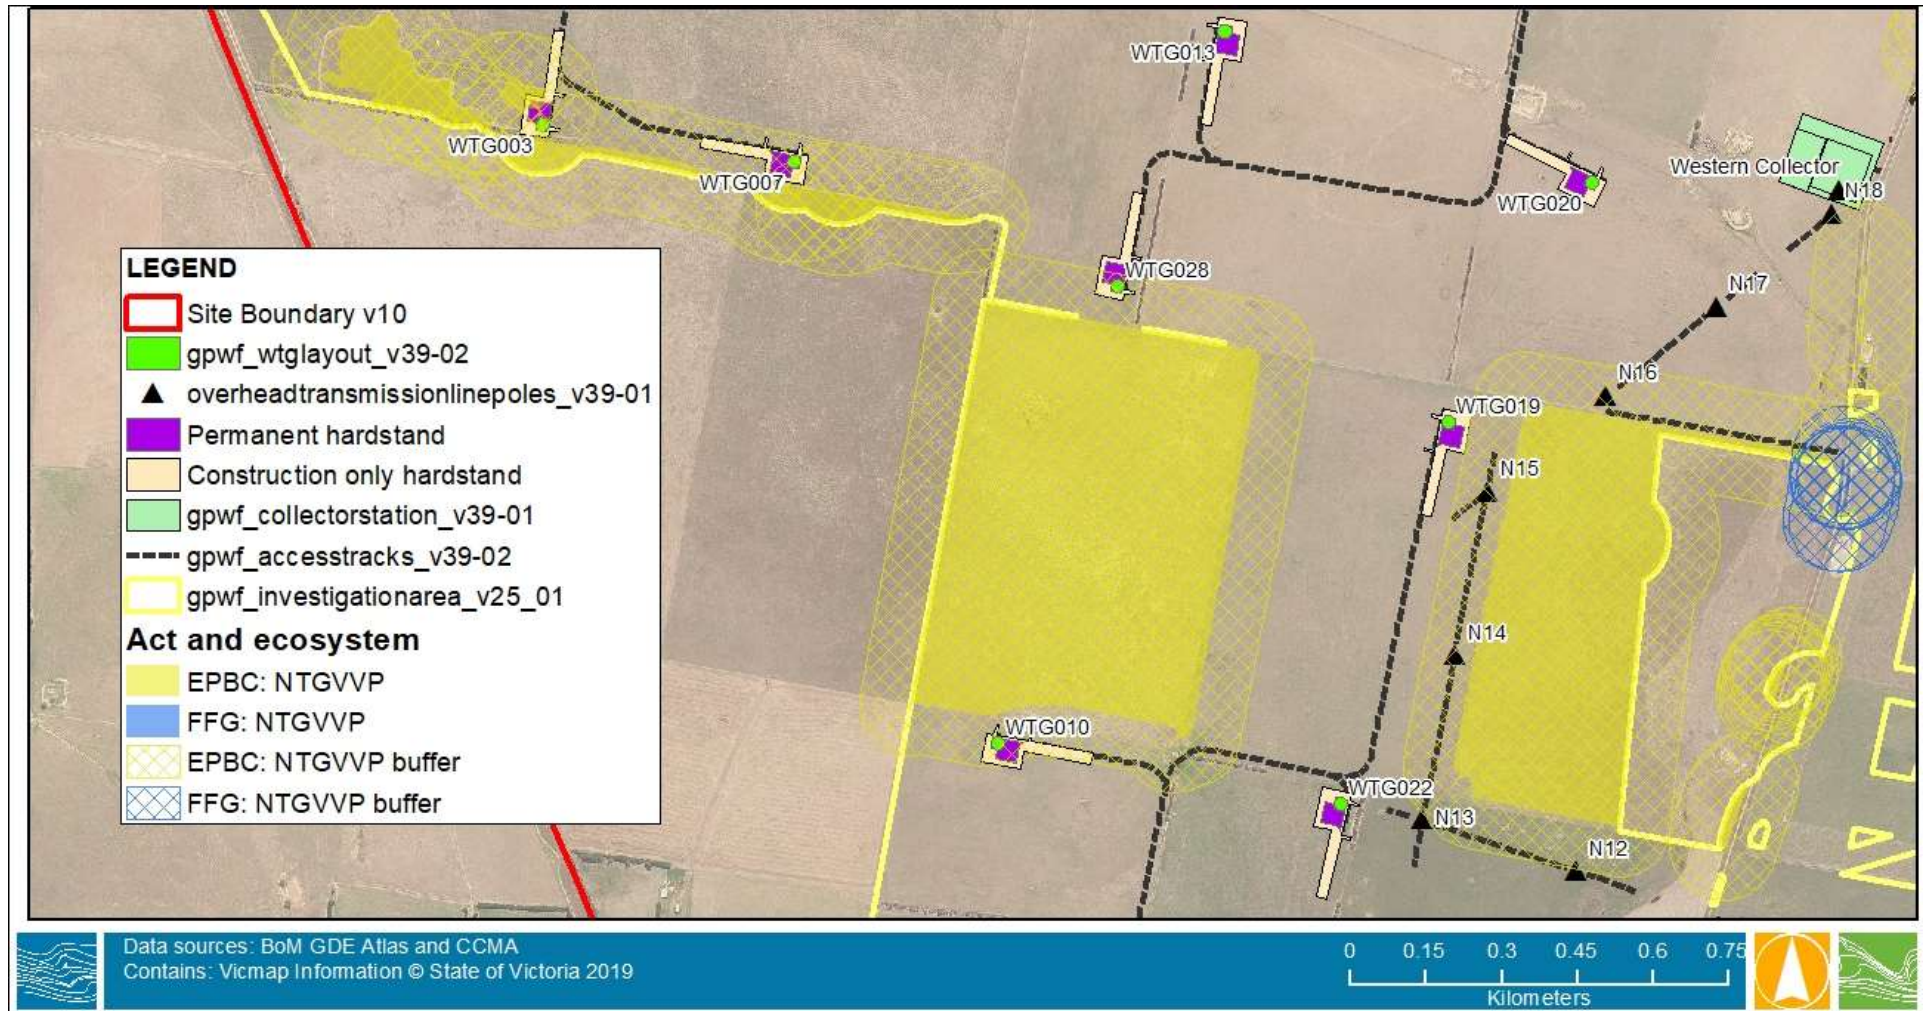 WTG013
WTG003
WTG007
Western Collector
N18
WTG020
WTG028
N17
N16
WTG019
N15
N14
WTG010
WTG022
N13
N12
LEGEND
Site Boundary v10
gpwf_wtglayout_v39-02
overheadtransmissionlinepoles_v39-01
Permanent hardstand
Construction only hardstand
gpwf_collectorstation_v39-01
gpwf_accesstracks_v39-02
gpwf_investigationarea_v25_01
Act and ecosystem
EPBC: NTGVVP
FFG: NTGVVP
EPBC: NTGVVP buffer
FFG: NTGVVP buffer
Data sources: BoM GDE Atlas and CCMA
Contains: Vicmap Information © State of Victoria 2019
0 0.15 0.3 0.45 0.6 0.75
Kilometers